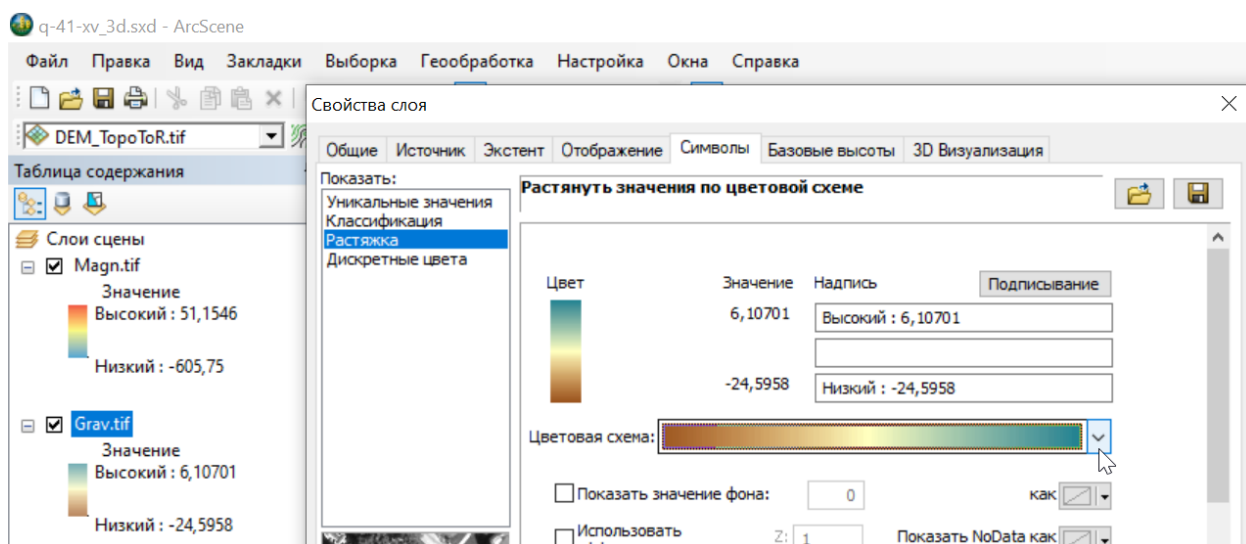 q-41-xv_3d.sxd - ArcScene
Файл Правка Вид Закладки Выборка Геообработка Настройка Окна Справка
DEM_TopoToR.tif
Таблица содержания
Слои сцены
Magn.tif
Значение
Высокий : 51,1546
Низкий : -605,75
Grav.tif
Значение
Высокий : 6,10701
Низкий : -24,5958
Свойства слоя
Общие Источник Экстент Отображение Символы Базовые высоты 3D Визуализация
Показать:
Уникальные значения
Классификация
Растяжка
Дискретные цвета
Растянуть значения по цветовой схеме
Цвет Значение Надпись Подписывание
6,10701 Высокий : 6,10701
-24,5958 Низкий : -24,5958
Цветовая схема:
Показать значение фона: 0 как
Использовать Z: 1 Показать NoData как